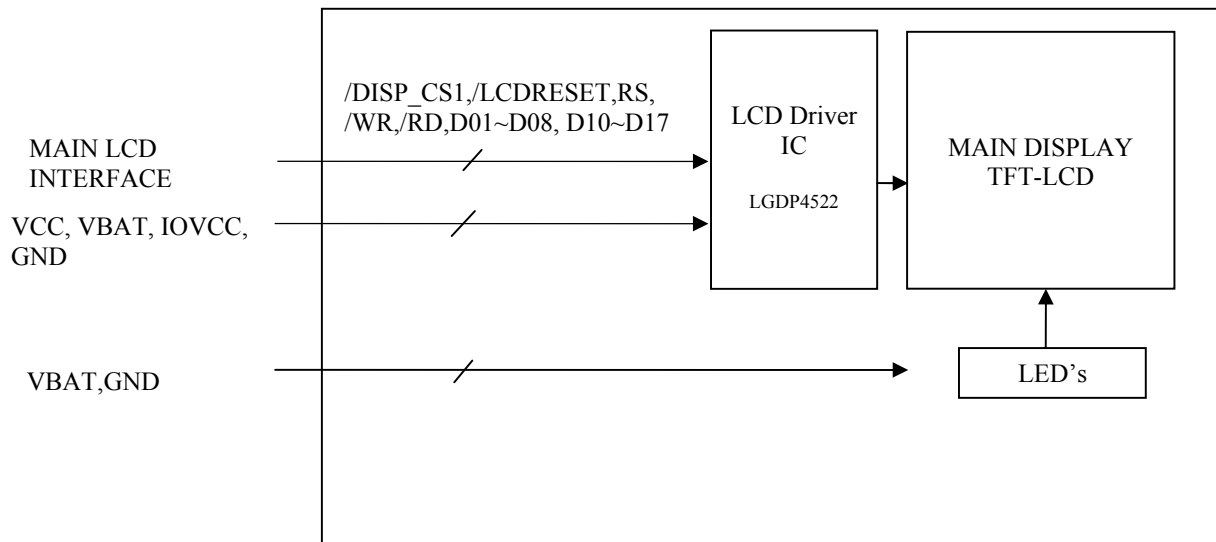 /DISP_CS1,/LCDRESET,RS,
/WR,/RD,D01~D08, D10~D17
MAIN LCD
INTERFACE
VCC, VBAT, IOVCC,
GND
VBAT,GND
LCD Driver
IC
LGDP4522
MAIN DISPLAY
TFT-LCD
LED’s